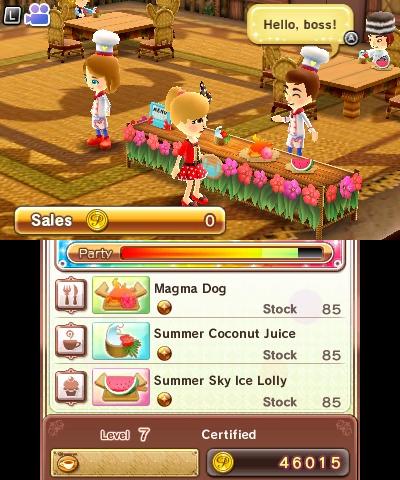 L
Hello, boss!
A
MENU
Sales 0
Party
Magma Dog
Stock 85
Summer Coconut Juice
Stock 85
Summer Sky Ice Lolly
Stock 85
Level 7 Certified
46015